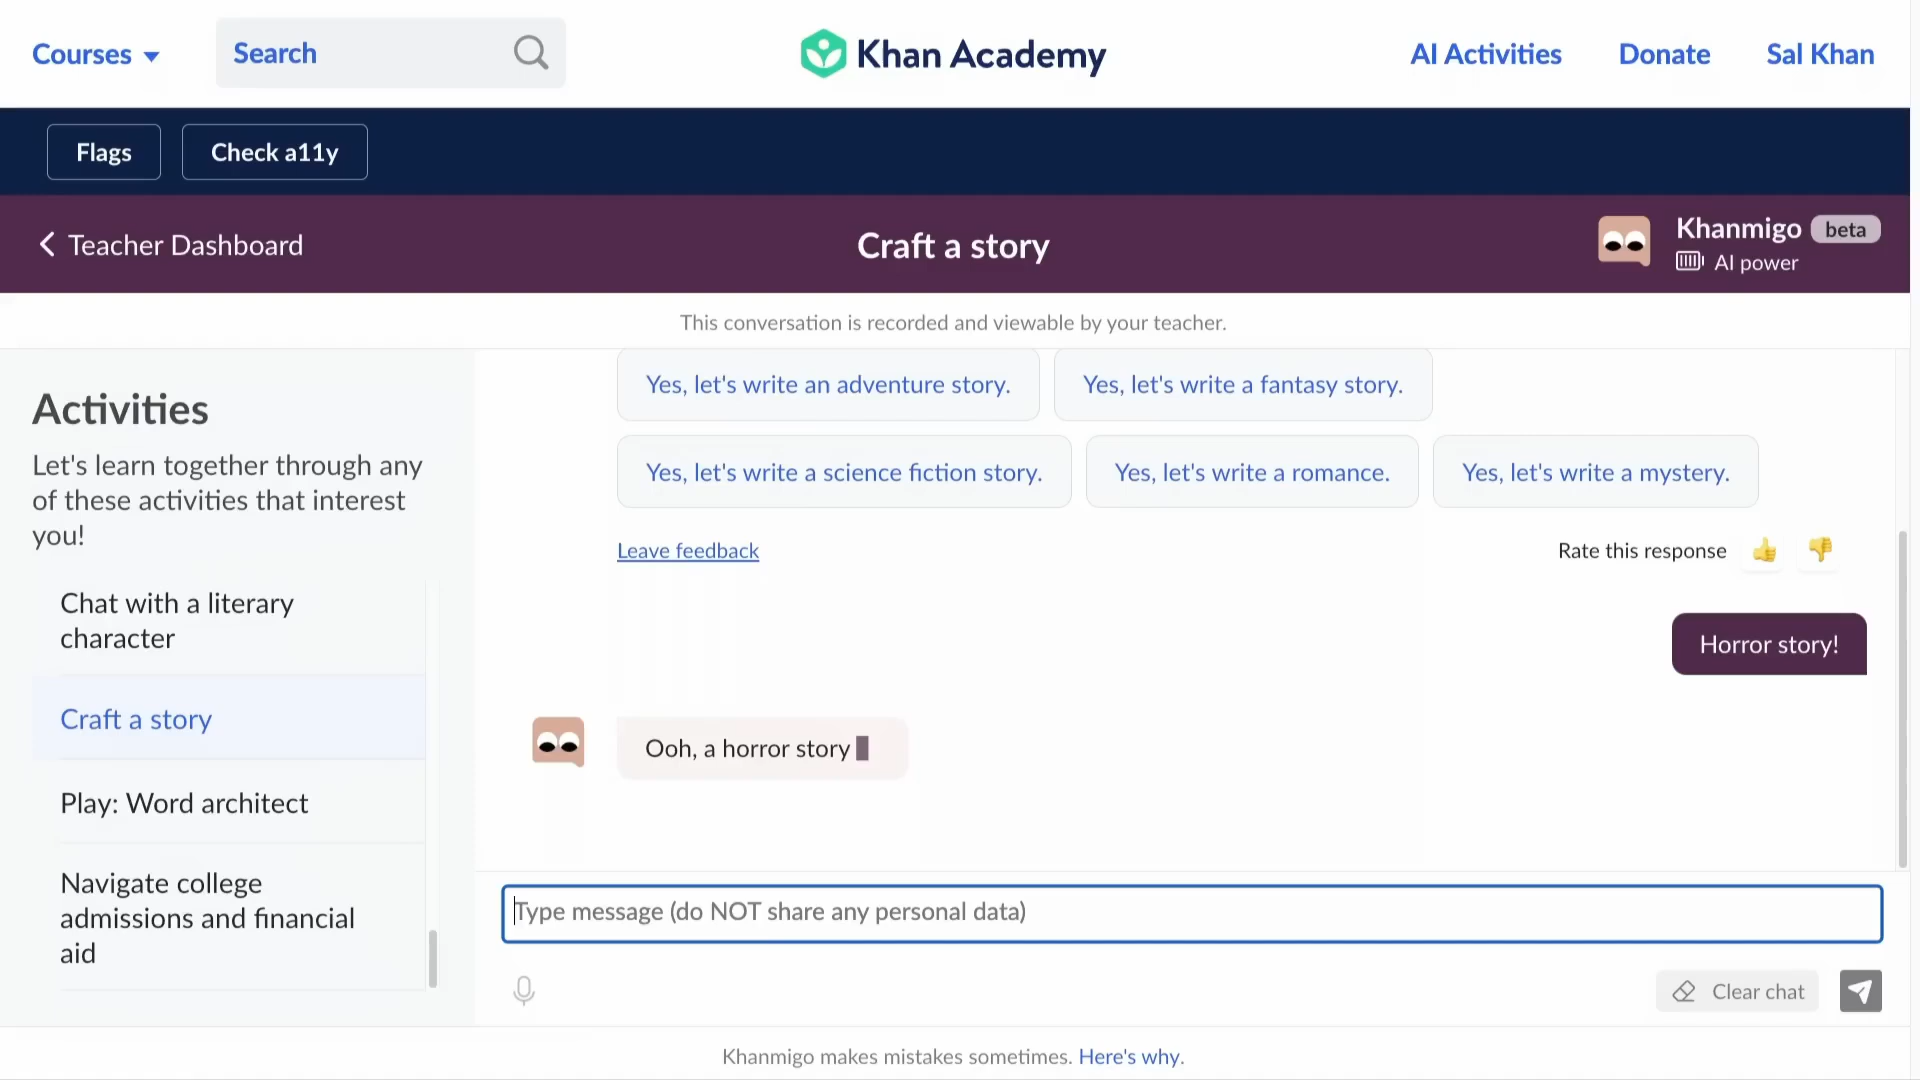 Courses
Search
Khan Academy
AI Activities
Donate
Sal Khan
Flags
Check a11y
Teacher Dashboard
Craft a story
Khanmigo
beta
AI power
This conversation is recorded and viewable by your teacher.
Activities
Let's learn together through any
of these activities that interest
you!
Chat with a literary
character
Craft a story
Play: Word architect
Navigate college
admissions and financial
aid
Yes, let's write an adventure story.
Yes, let's write a fantasy story.
Yes, let's write a science fiction story.
Yes, let's write a romance.
Yes, let's write a mystery.
Leave feedback
Rate this response
Horror story!
Ooh, a horror story
Type message (do NOT share any personal data)
Clear chat
Khanmigo makes mistakes sometimes. Here's why.